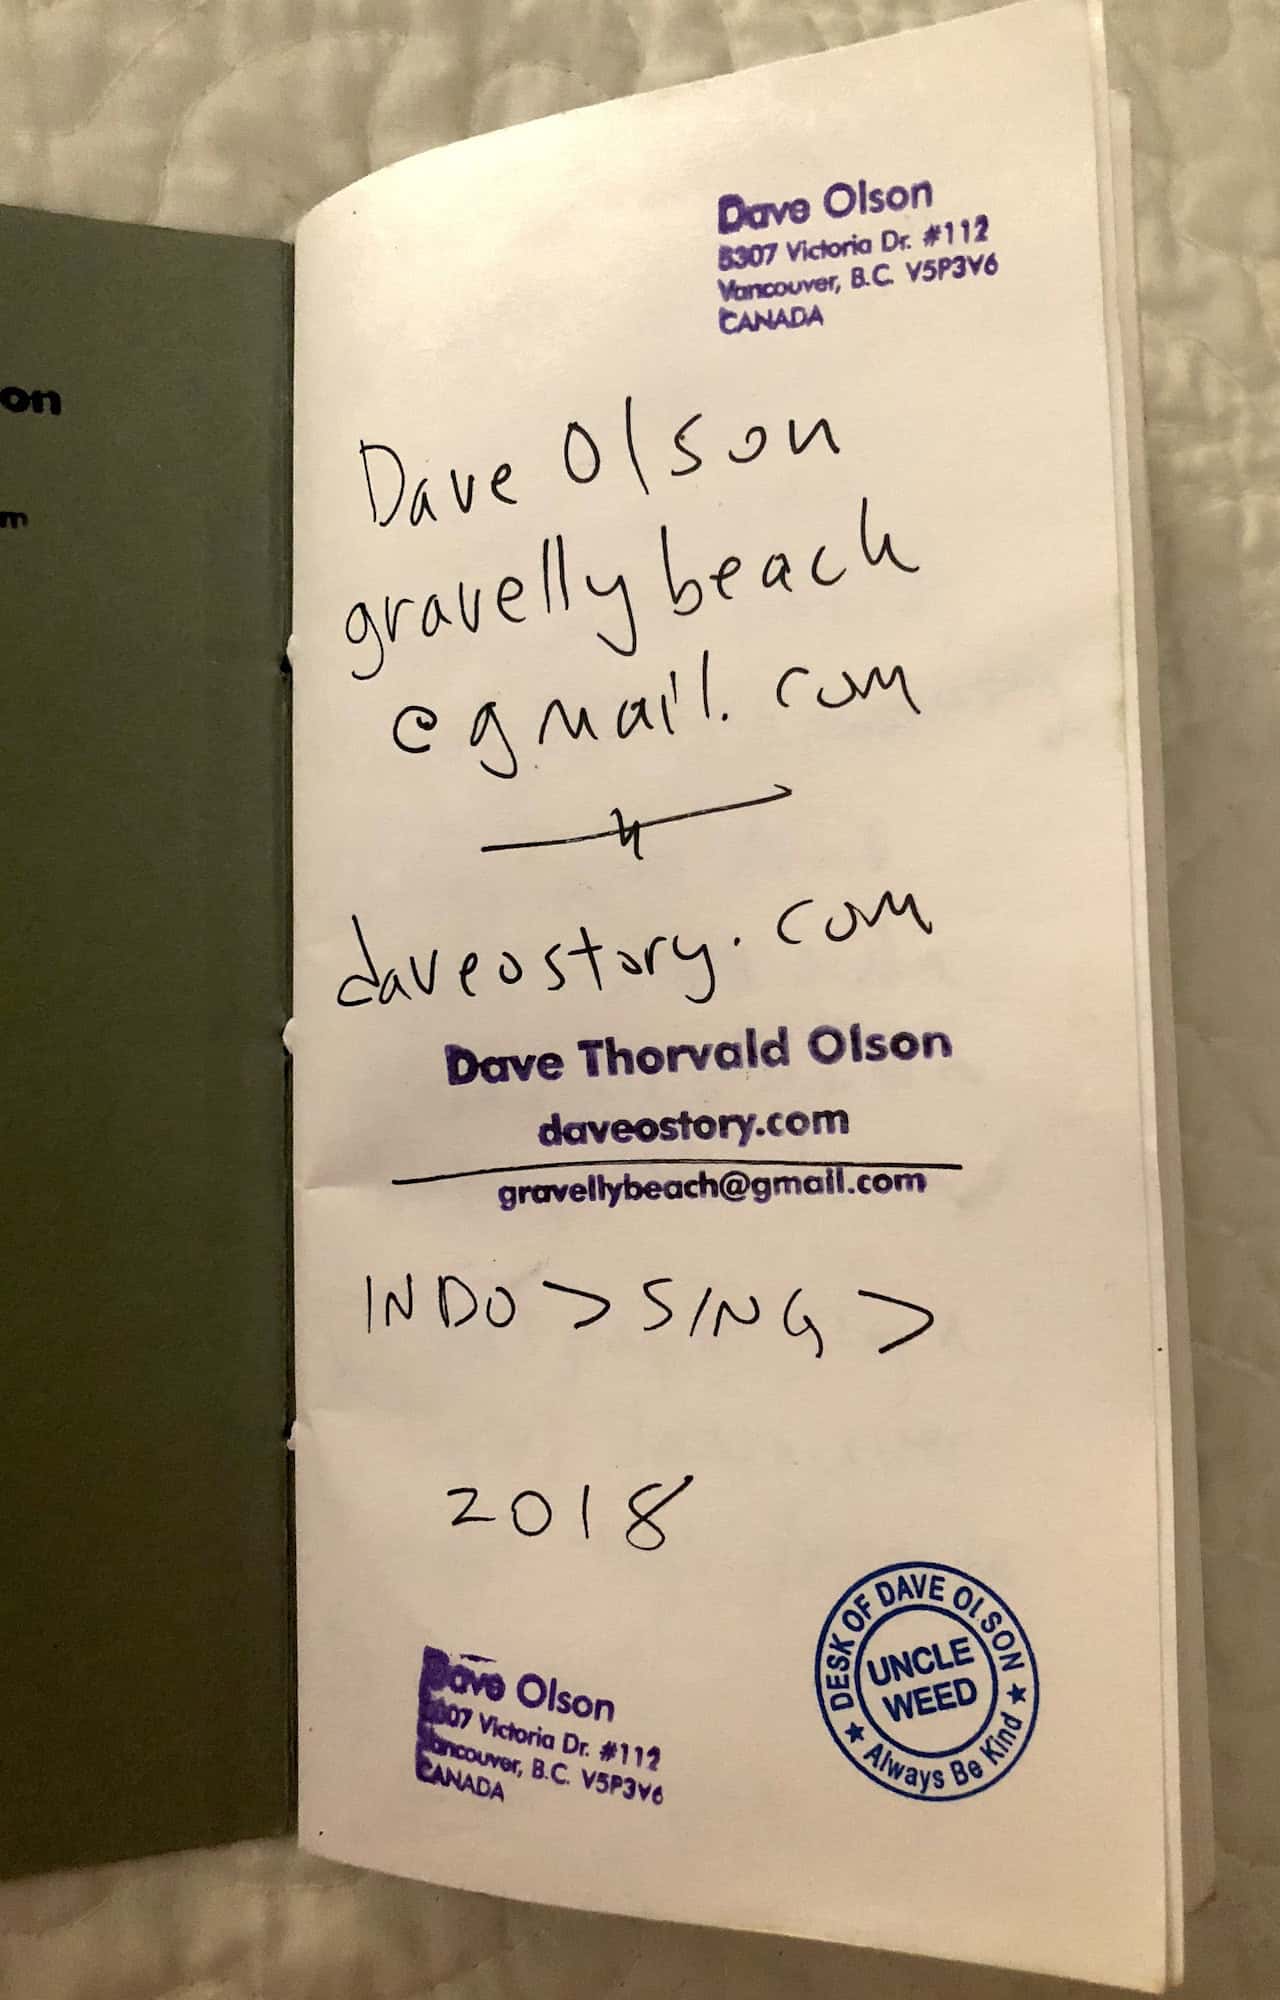 on
m
Dave Olson
5307 Victoria Dr. #112
Vancouver, B.C. V5P3V6
CANADA
Dave Olson
gravellybeach
@gmail.com
daveostory.com
Dave Thorvald Olson
daveostory.com
gravellybeach@gmail.com
INDO > SING >
2018
Dave Olson
5307 Victoria Dr. #112
Vancouver, B.C. V5P3V6
CANADA
DESK OF DAVE OLSON
UNCLE
WEED
★ Always Be Kind ★